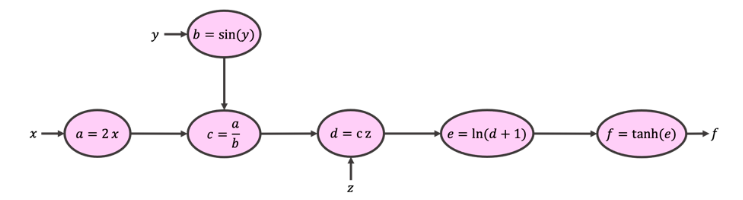 y
b = sin(y)
x
a = 2 x
c = a/b
d = c z
e = ln(d + 1)
f = tanh(e)
f
z